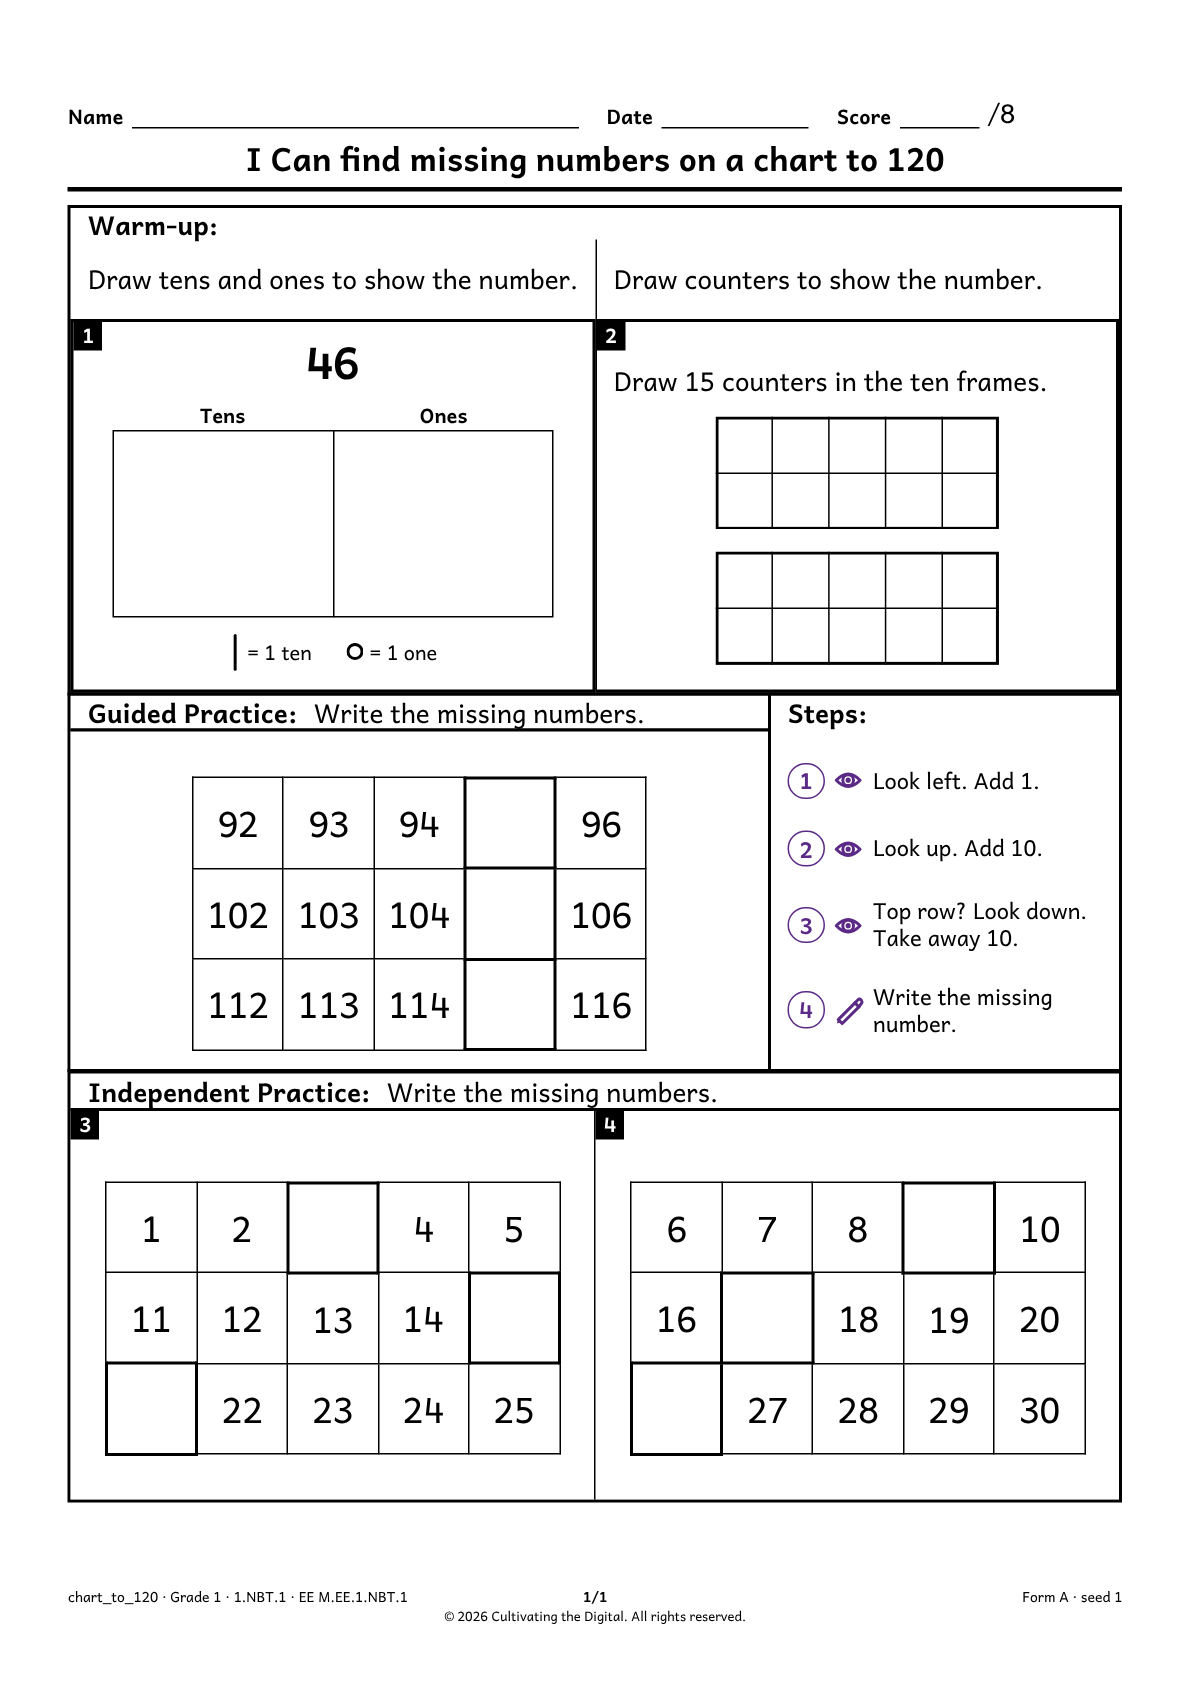 Name Date Score /8
I Can find missing numbers on a chart to 120
Warm-up:
Draw tens and ones to show the number.
Draw counters to show the number.
1
46
Tens Ones
= 1 ten = 1 one
2
Draw 15 counters in the ten frames.
Guided Practice: Write the missing numbers.
92 93 94 96
102 103 104 106
112 113 114 116
Steps:
1 Look left. Add 1.
2 Look up. Add 10.
3 Top row? Look down.
Take away 10.
4 Write the missing
number.
Independent Practice: Write the missing numbers.
3
1 2 4 5
11 12 13 14
22 23 24 25
4
6 7 8 10
16 18 19 20
27 28 29 30
chart_to_120 · Grade 1 · 1.NBT.1 · EE M.EE.1.NBT.1 1/1 Form A · seed 1
© 2026 Cultivating the Digital. All rights reserved.